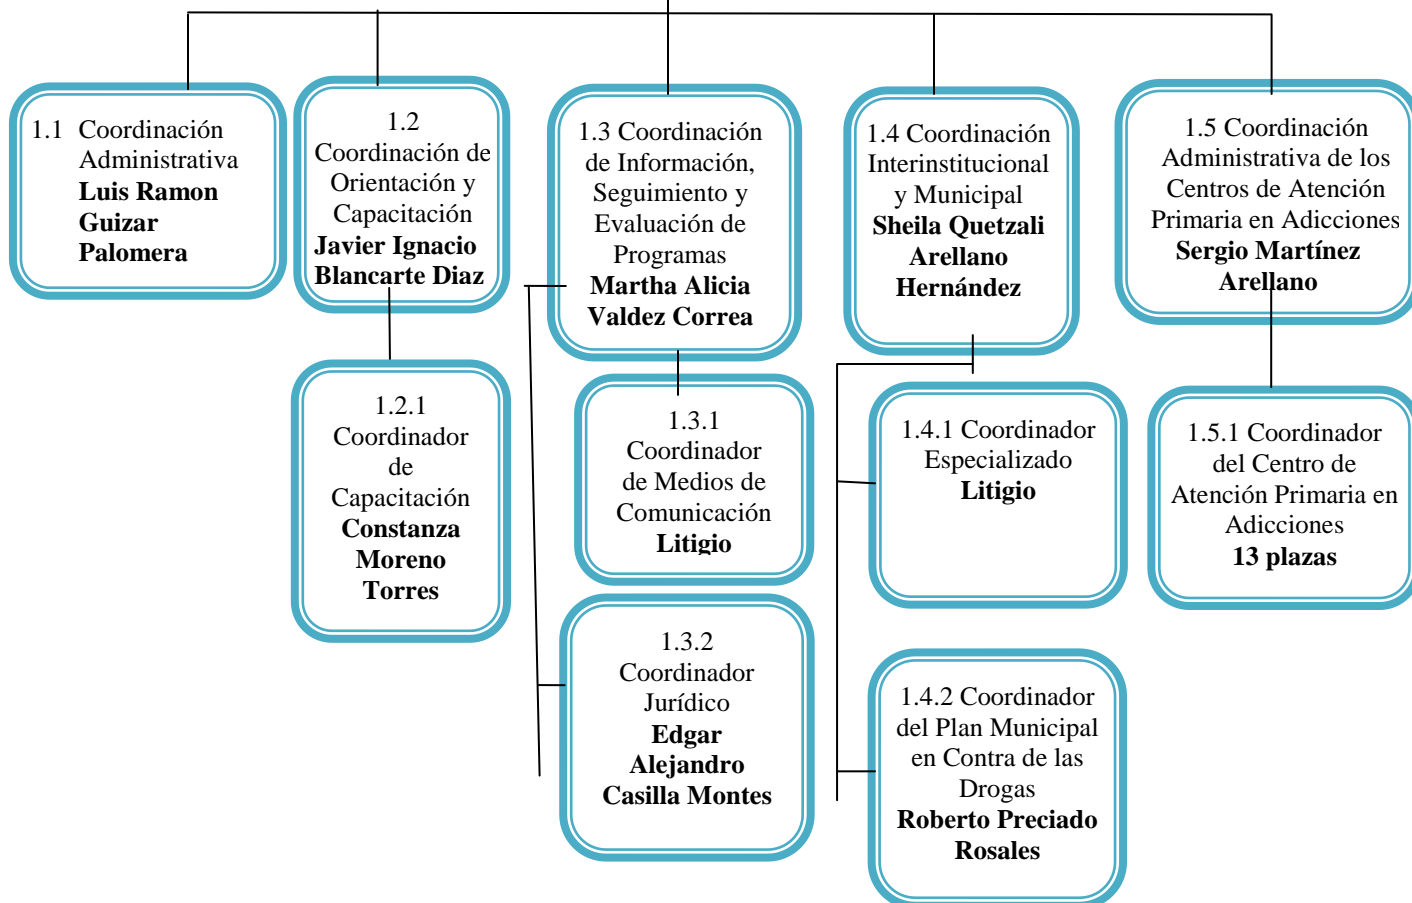 1.1 Coordinación
Administrativa
Luis Ramon
Guizar
Palomera
1.2
Coordinación de
Orientación y
Capacitación
Javier Ignacio
Blancarte Diaz
1.3 Coordinación
de Información,
Seguimiento y
Evaluación de
Programas
Martha Alicia
Valdez Correa
1.4 Coordinación
Interinstitucional
y Municipal
Sheila Quetzali
Arellano
Hernández
1.5 Coordinación
Administrativa de los
Centros de Atención
Primaria en Adicciones
Sergio Martínez
Arellano
1.2.1
Coordinador
de
Capacitación
Constanza
Moreno
Torres
1.3.1
Coordinador
de Medios de
Comunicación
Litigio
1.4.1 Coordinador
Especializado
Litigio
1.5.1 Coordinador
del Centro de
Atención Primaria en
Adicciones
13 plazas
1.3.2
Coordinador
Jurídico
Edgar
Alejandro
Casilla Montes
1.4.2 Coordinador
del Plan Municipal
en Contra de las
Drogas
Roberto Preciado
Rosales